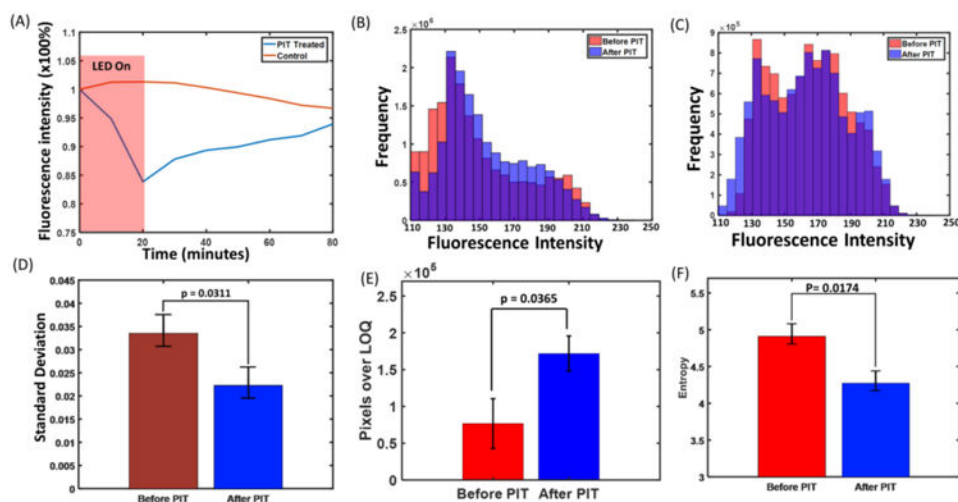 (A)
Fluorescence intensity (x100%)
1.1
1.05
1
0.95
0.9
0.85
0.8
0.75
LED On
PIT Treated
Control
0 20 40 60 80
Time (minutes)
(B)
Frequency
×10⁶
2.5
2
1.5
1
0.5
0
Before PIT
After PIT
110 130 150 170 190 210 230 250
Fluorescence Intensity
(C)
Frequency
×10⁵
9
8
7
6
5
4
3
2
1
0
Before PIT
After PIT
110 130 150 170 190 210 230 250
Fluorescence Intensity
(D)
Standard Deviation
0.045
0.04
0.035
0.03
0.025
0.02
0.015
0.01
0.005
0
p = 0.0311
Before PIT After PIT
(E)
Pixels over LOQ
×10⁵
2.5
2
1.5
1
0.5
0
p = 0.0365
Before PIT After PIT
(F)
Entropy
6
5.5
5
4.5
4
3.5
3
P= 0.0174
Before PIT After PIT